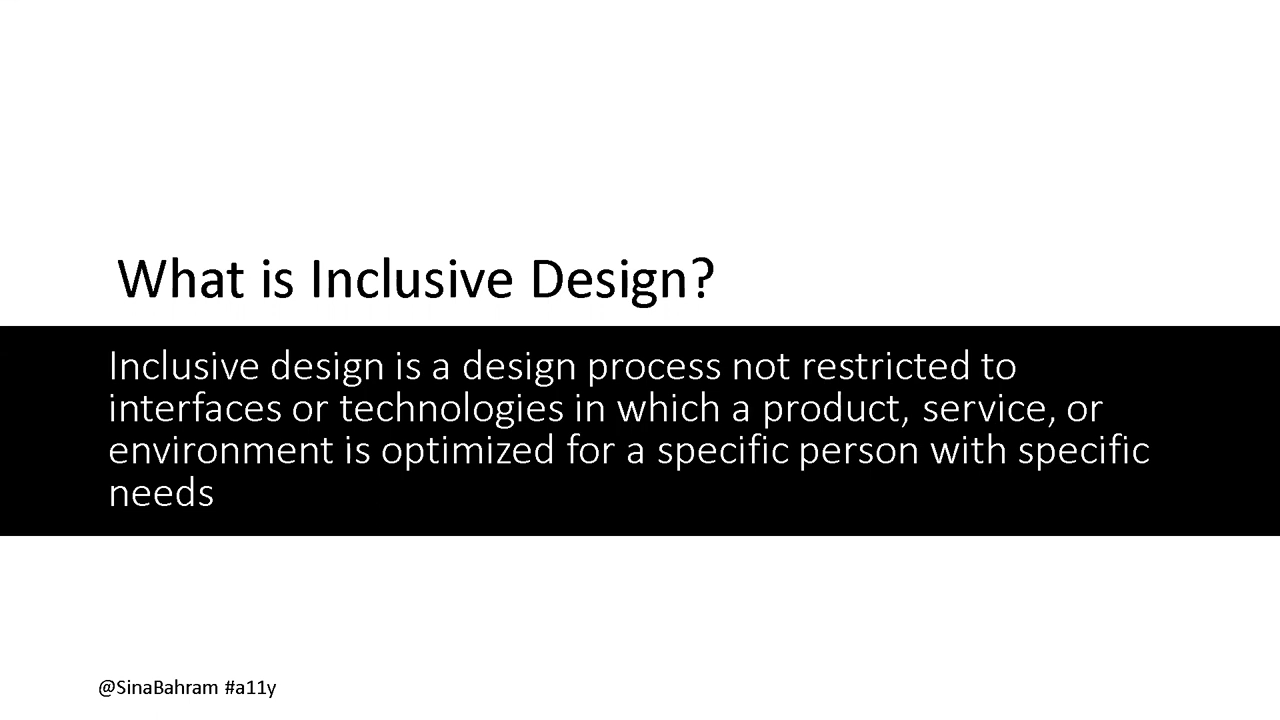 What is Inclusive Design?
Inclusive design is a design process not restricted to
interfaces or technologies in which a product, service, or
environment is optimized for a specific person with specific
needs
@SinaBahram #a11y